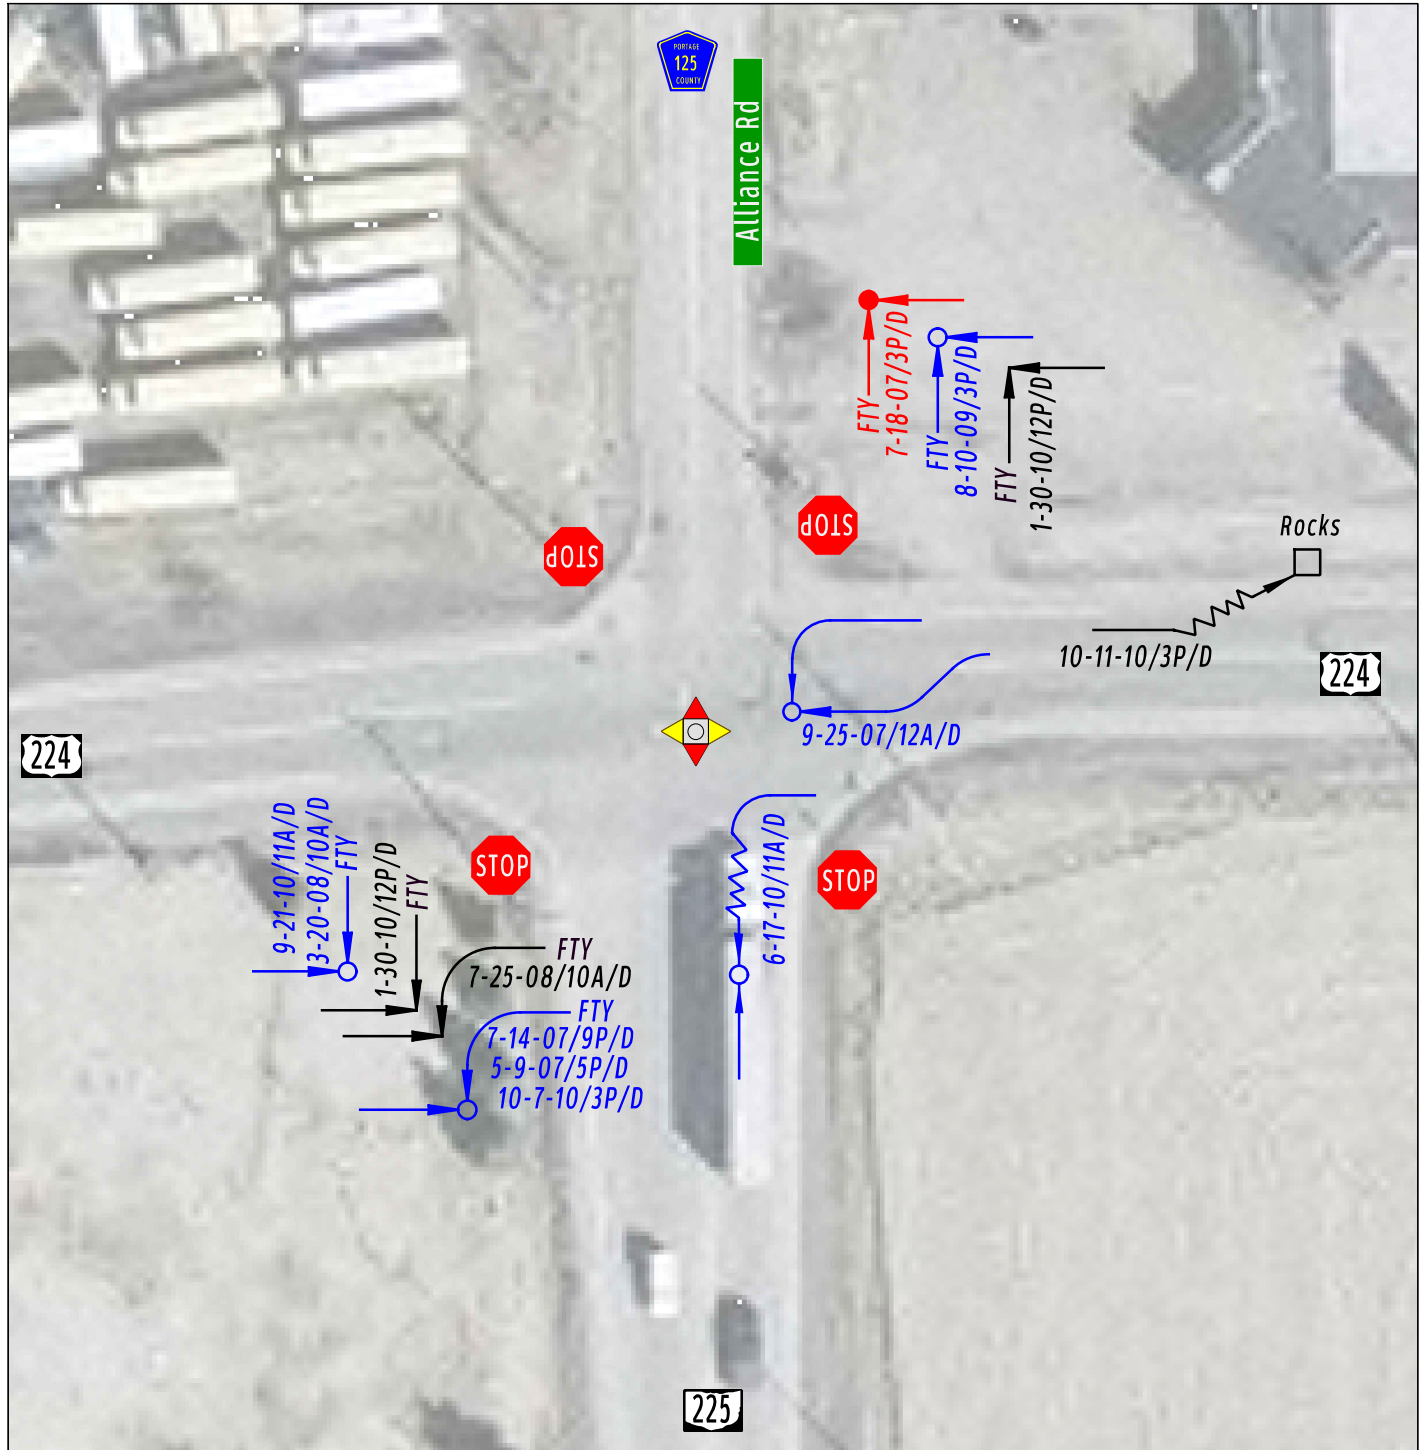 PORTAGE
125
COUNTY
Alliance Rd
FTY
7-18-07/3P/D
FTY
8-10-09/3P/D
FTY
1-30-10/12P/D
STOP
STOP
Rocks
10-11-10/3P/D
224
9-25-07/12A/D
224
9-21-10/11A/D
3-20-08/10A/D
FTY
1-30-10/12P/D
FTY
STOP
6-17-10/11A/D
STOP
FTY
7-25-08/10A/D
FTY
7-14-07/9P/D
5-9-07/5P/D
10-7-10/3P/D
225